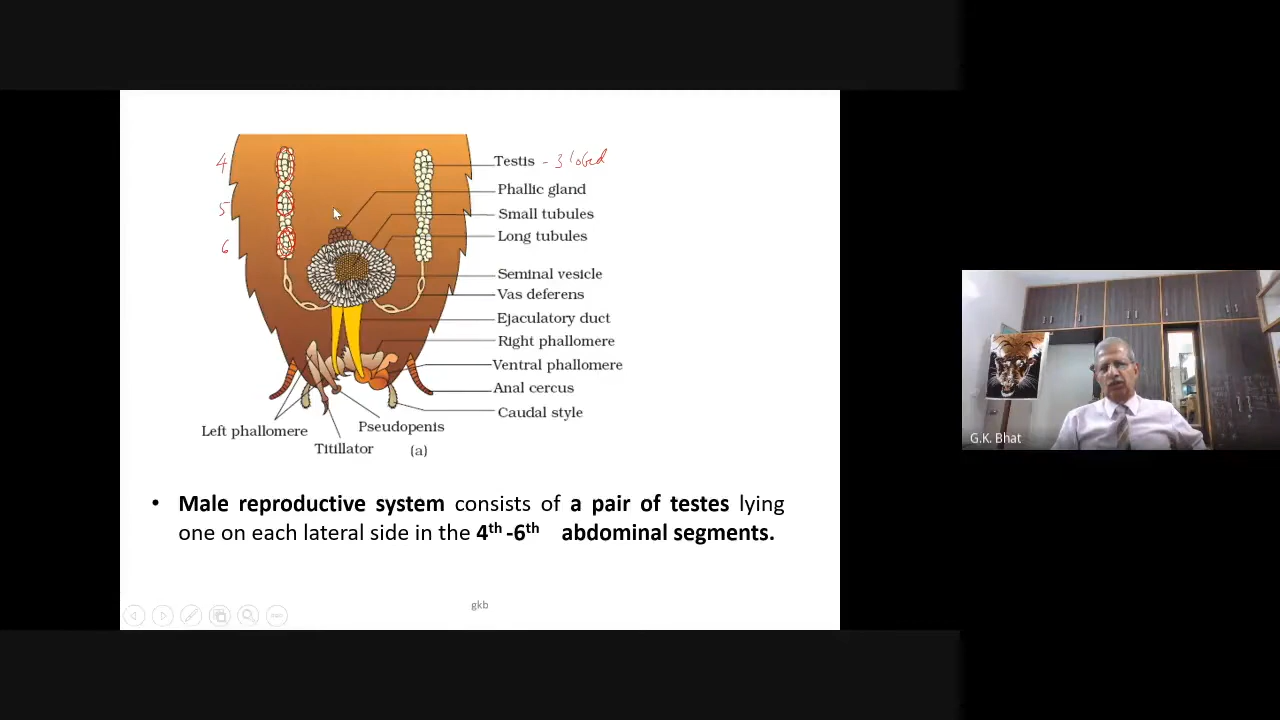 4
5
6
Testis - 3 lobed
Phallic gland
Small tubules
Long tubules
Seminal vesicle
Vas deferens
Ejaculatory duct
Right phallomere
Ventral phallomere
Anal cercus
Caudal style
Left phallomere
Pseudopenis
Titillator
(a)
• Male reproductive system consists of a pair of testes lying
one on each lateral side in the 4th -6th abdominal segments.
gkb
G.K. Bhat